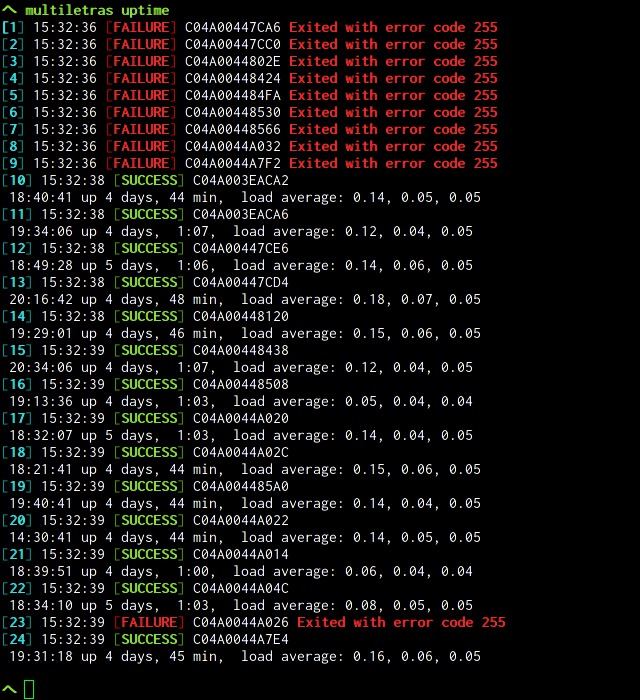 ^ multiletras uptime
[1] 15:32:36 [FAILURE] C04A00447CA6 Exited with error code 255
[2] 15:32:36 [FAILURE] C04A00447CC0 Exited with error code 255
[3] 15:32:36 [FAILURE] C04A0044802E Exited with error code 255
[4] 15:32:36 [FAILURE] C04A00448424 Exited with error code 255
[5] 15:32:36 [FAILURE] C04A004484FA Exited with error code 255
[6] 15:32:36 [FAILURE] C04A00448530 Exited with error code 255
[7] 15:32:36 [FAILURE] C04A00448566 Exited with error code 255
[8] 15:32:36 [FAILURE] C04A0044A032 Exited with error code 255
[9] 15:32:36 [FAILURE] C04A0044A7F2 Exited with error code 255
[10] 15:32:38 [SUCCESS] C04A003EACA2
 18:40:41 up 4 days, 44 min,  load average: 0.14, 0.05, 0.05
[11] 15:32:38 [SUCCESS] C04A003EACA6
 19:34:06 up 4 days,  1:07,  load average: 0.12, 0.04, 0.05
[12] 15:32:38 [SUCCESS] C04A00447CE6
 18:49:28 up 5 days,  1:06,  load average: 0.14, 0.06, 0.05
[13] 15:32:38 [SUCCESS] C04A00447CD4
 20:16:42 up 4 days, 48 min,  load average: 0.18, 0.07, 0.05
[14] 15:32:38 [SUCCESS] C04A00448120
 19:29:01 up 4 days, 46 min,  load average: 0.15, 0.06, 0.05
[15] 15:32:39 [SUCCESS] C04A00448438
 20:34:06 up 4 days,  1:07,  load average: 0.12, 0.04, 0.05
[16] 15:32:39 [SUCCESS] C04A00448508
 19:13:36 up 4 days,  1:03,  load average: 0.05, 0.04, 0.04
[17] 15:32:39 [SUCCESS] C04A0044A020
 18:32:07 up 5 days,  1:03,  load average: 0.14, 0.04, 0.05
[18] 15:32:39 [SUCCESS] C04A0044A02C
 18:21:41 up 4 days, 44 min,  load average: 0.15, 0.06, 0.05
[19] 15:32:39 [SUCCESS] C04A004485A0
 19:40:41 up 4 days, 44 min,  load average: 0.14, 0.04, 0.05
[20] 15:32:39 [SUCCESS] C04A0044A022
 14:30:41 up 4 days, 44 min,  load average: 0.14, 0.05, 0.05
[21] 15:32:39 [SUCCESS] C04A0044A014
 18:39:51 up 4 days,  1:00,  load average: 0.06, 0.04, 0.04
[22] 15:32:39 [SUCCESS] C04A0044A04C
 18:34:10 up 5 days,  1:03,  load average: 0.08, 0.05, 0.05
[23] 15:32:39 [FAILURE] C04A0044A026 Exited with error code 255
[24] 15:32:39 [SUCCESS] C04A0044A7E4
 19:31:18 up 4 days, 45 min,  load average: 0.16, 0.06, 0.05
^